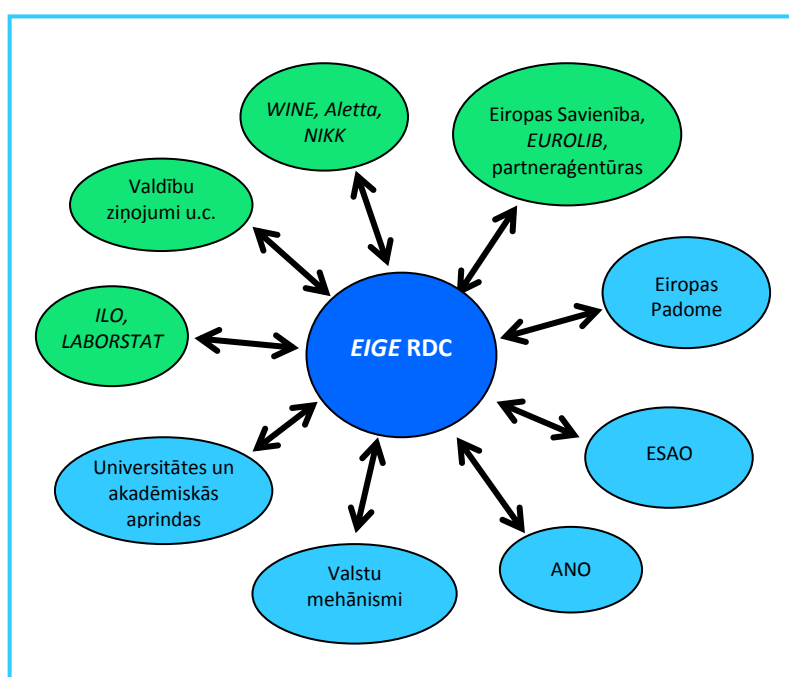 WINE, Aletta,
NIKK
Eiropas Savienība,
EUROLIB,
partneraģentūras
Valdību
ziņojumi u.c.
Eiropas
Padome
ILO,
LABORSTAT
EIGE RDC
Universitātes un
akadēmiskās
aprindas
ESAO
Valstu
mehānismi
ANO